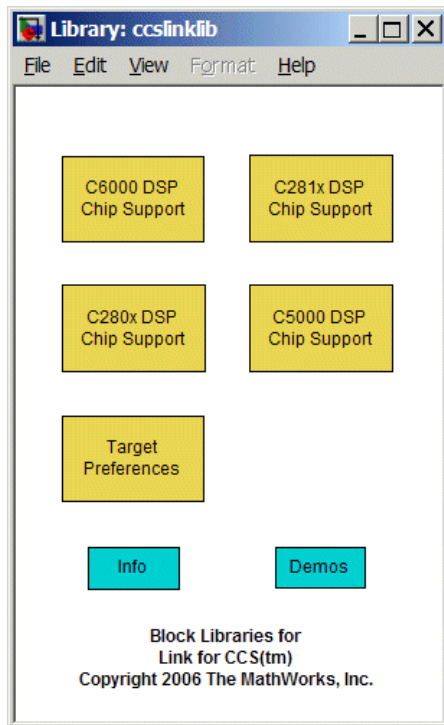 Library: ccslinklib
File Edit View Format Help
C6000 DSP
Chip Support
C281x DSP
Chip Support
C280x DSP
Chip Support
C5000 DSP
Chip Support
Target
Preferences
Info
Demos
Block Libraries for
Link for CCS(tm)
Copyright 2006 The MathWorks, Inc.